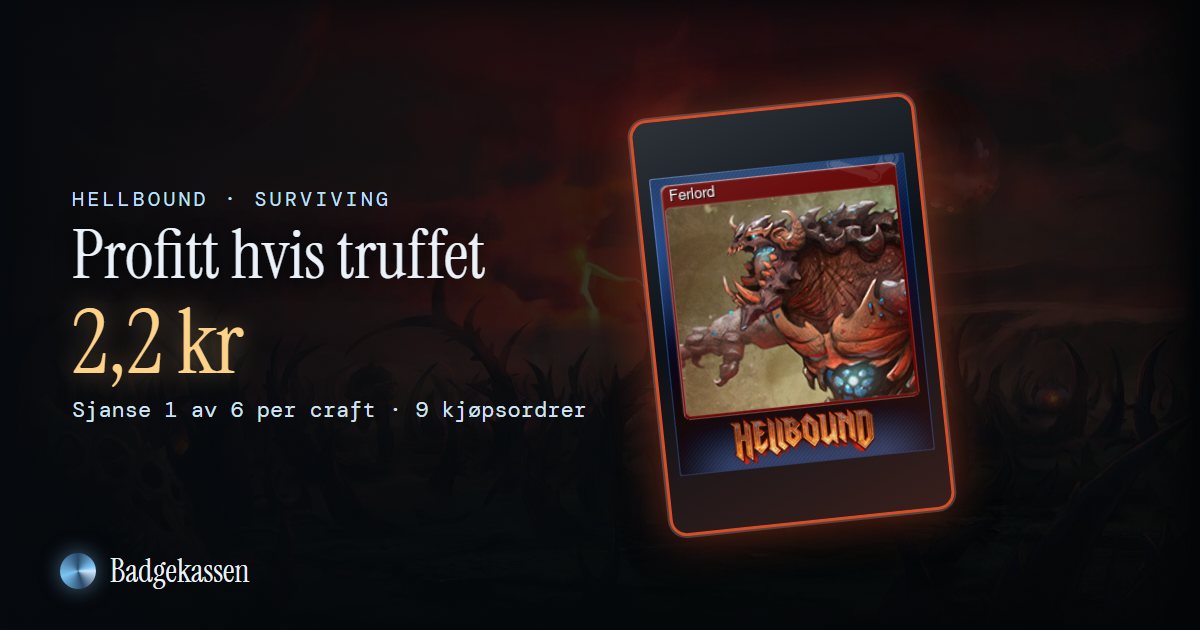 HELLBOUND · SURVIVING
Profitt hvis truffet
2,2 kr
Sjanse 1 av 6 per craft · 9 kjøpsordrer
Ferlord
HELLBOUND
Badgekassen